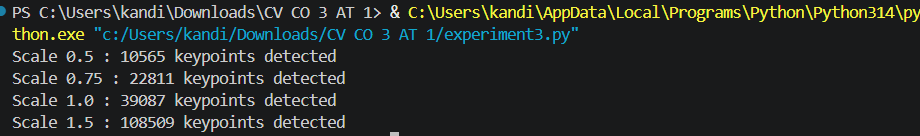 PS C:\Users\kandi\Downloads\CV CO 3 AT 1> & C:\Users\kandi\AppData\Local\Programs\Python\Python314\py
thon.exe "c:/Users/kandi/Downloads/CV CO 3 AT 1/experiment3.py"
Scale 0.5 : 10565 keypoints detected
Scale 0.75 : 22811 keypoints detected
Scale 1.0 : 39087 keypoints detected
Scale 1.5 : 108509 keypoints detected